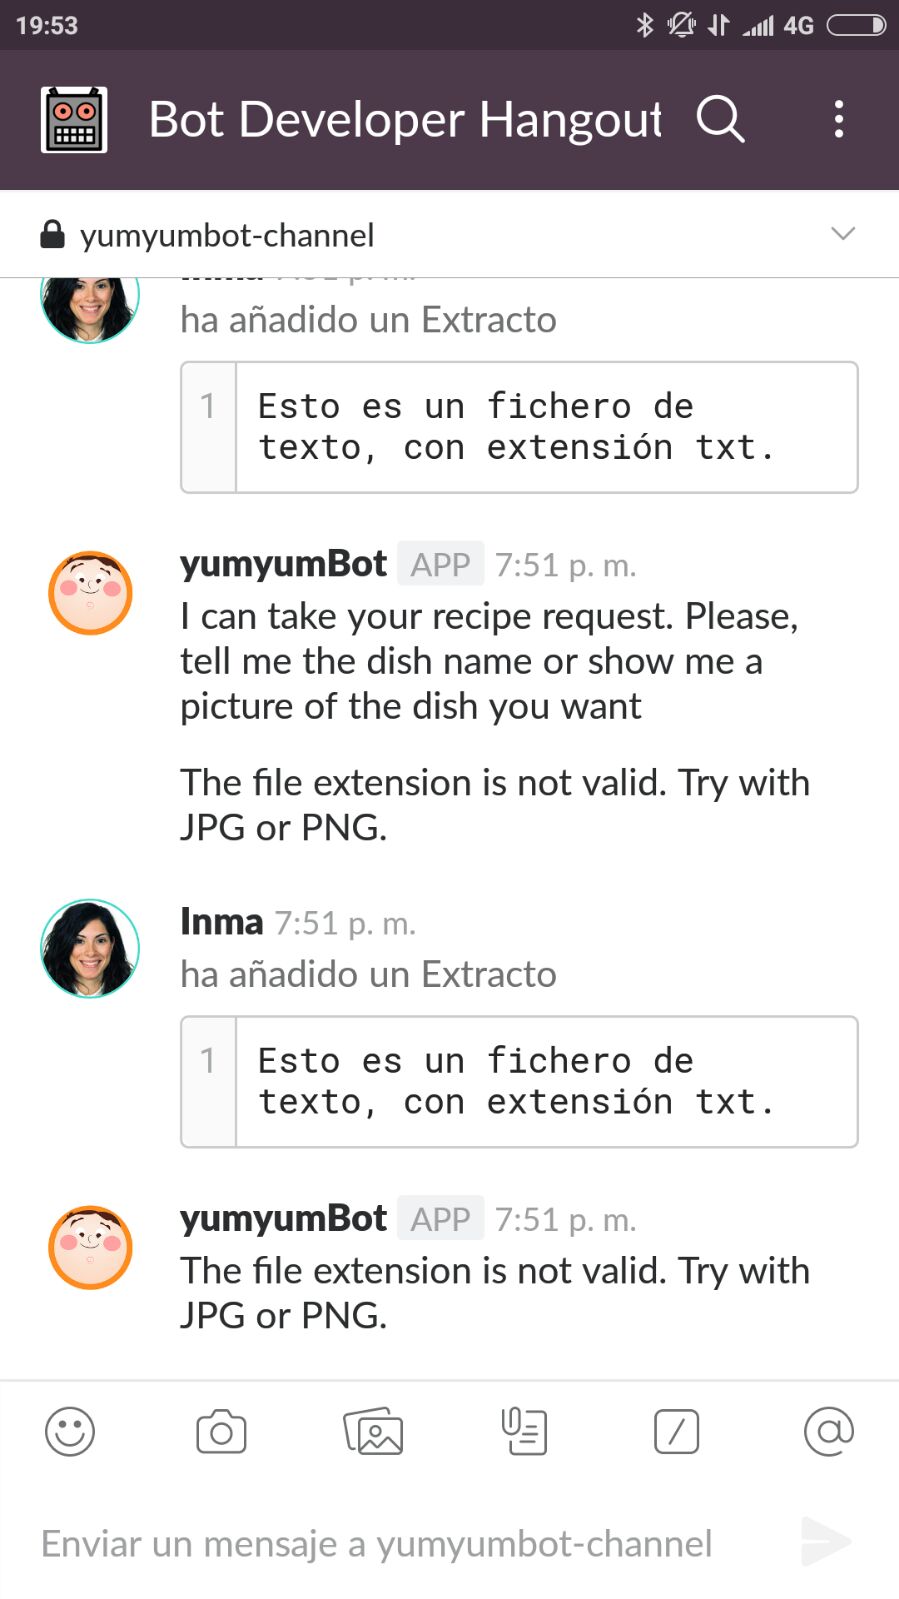 19:53
4G
Bot Developer Hangout
yumyumbot-channel
ha añadido un Extracto
1
Esto es un fichero de
texto, con extensión txt.
yumyumBot APP 7:51 p. m.
I can take your recipe request. Please,
tell me the dish name or show me a
picture of the dish you want
The file extension is not valid. Try with
JPG or PNG.
Inma 7:51 p. m.
ha añadido un Extracto
1
Esto es un fichero de
texto, con extensión txt.
yumyumBot APP 7:51 p. m.
The file extension is not valid. Try with
JPG or PNG.
Enviar un mensaje a yumyumbot-channel